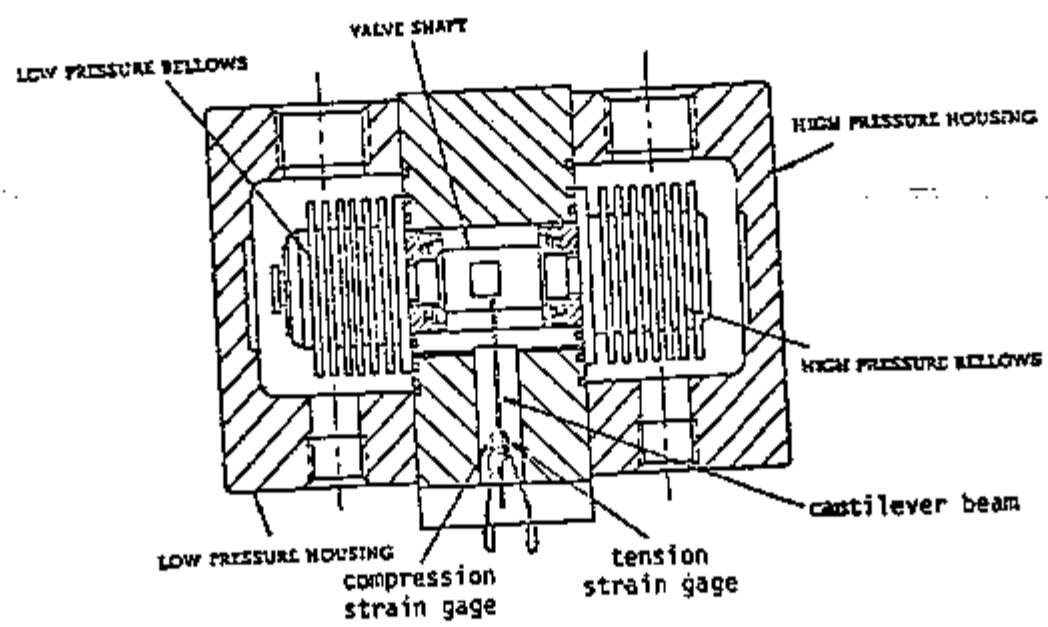 VALVE SHAFT
LOW PRESSURE BELLOWS
HIGH PRESSURE HOUSING
HIGH PRESSURE BELLOWS
cantilever beam
LOW PRESSURE HOUSING
tension
strain gage
compression
strain gage